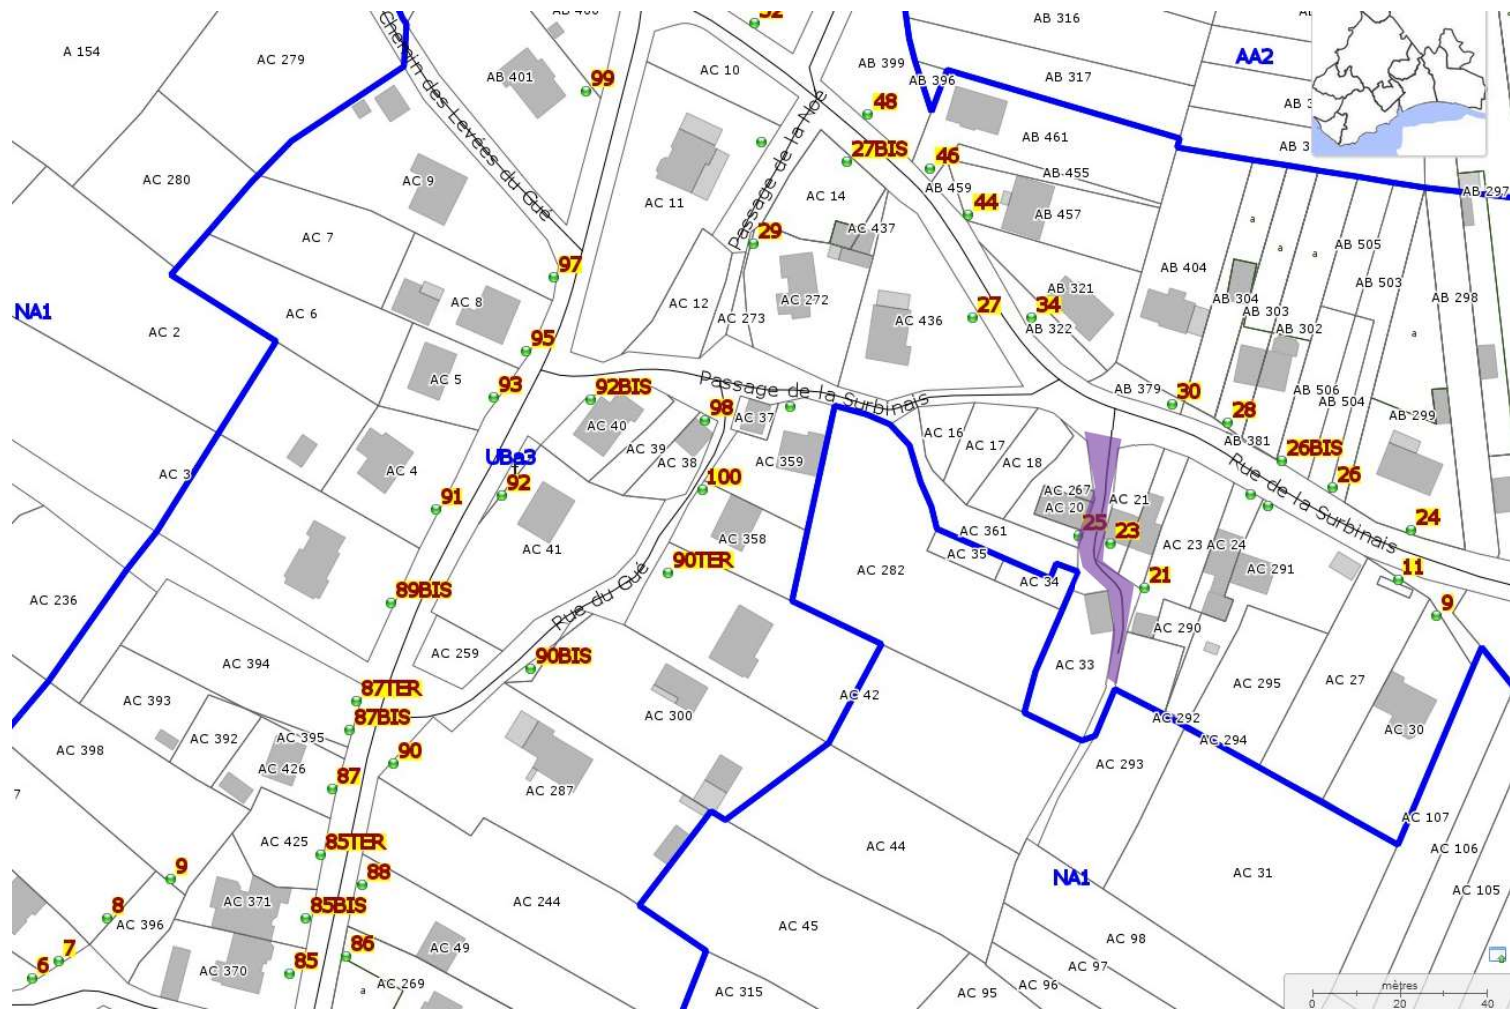 AB 316
AB 400
52
A 154
AC 279
AB 401
99
AC 10
AB 399
AB 396
AB 317
AA2
Chemin des Levées du Gué
48
Passage de la Noe
27BIS
AB 461
46
AB 455
AC 280
AC 9
AC 11
AC 14
AB 459
44
AB 457
AB 297
AC 437
29
AC 7
97
AB 404
AB 505
AB 503
a
a
a
AC 8
AC 6
AC 12
AC 273
AC 272
AC 436
27
34
AB 321
AB 322
AB 304
AB 303
AB 302
AB 298
NA1
AC 2
a
95
AC 5
93
92BIS
Passage de la Surbinais
AB 379
30
AB 506
AB 504
AB 299
28
98
AC 37
AC 40
AC 39
AC 38
AC 16
AC 17
AC 18
AB 381
26BIS
26
AC 3
AC 4
UBa3
92
100
AC 359
AC 267
AC 20
AC 21
Rue de la Surbinais
91
AC 41
AC 358
25
23
24
AC 361
AC 35
AC 23
AC 24
AC 34
AC 282
AC 291
90TER
21
11
9
AC 236
89BIS
Rue du Gué
AC 290
AC 259
90BIS
AC 394
AC 33
AC 295
AC 27
87TER
AC 393
87BIS
AC 42
AC 300
AC 292
AC 294
AC 30
AC 398
AC 392
AC 395
AC 426
90
AC 293
87
AC 287
7
AC 107
85TER
AC 425
AC 44
AC 106
9
88
NA1
AC 31
AC 105
8
AC 371
85BIS
AC 244
AC 396
AC 45
AC 98
7
86
AC 49
6
AC 370
85
AC 97
AC 269
a
AC 315
AC 95
AC 96
mètres
0 20 40